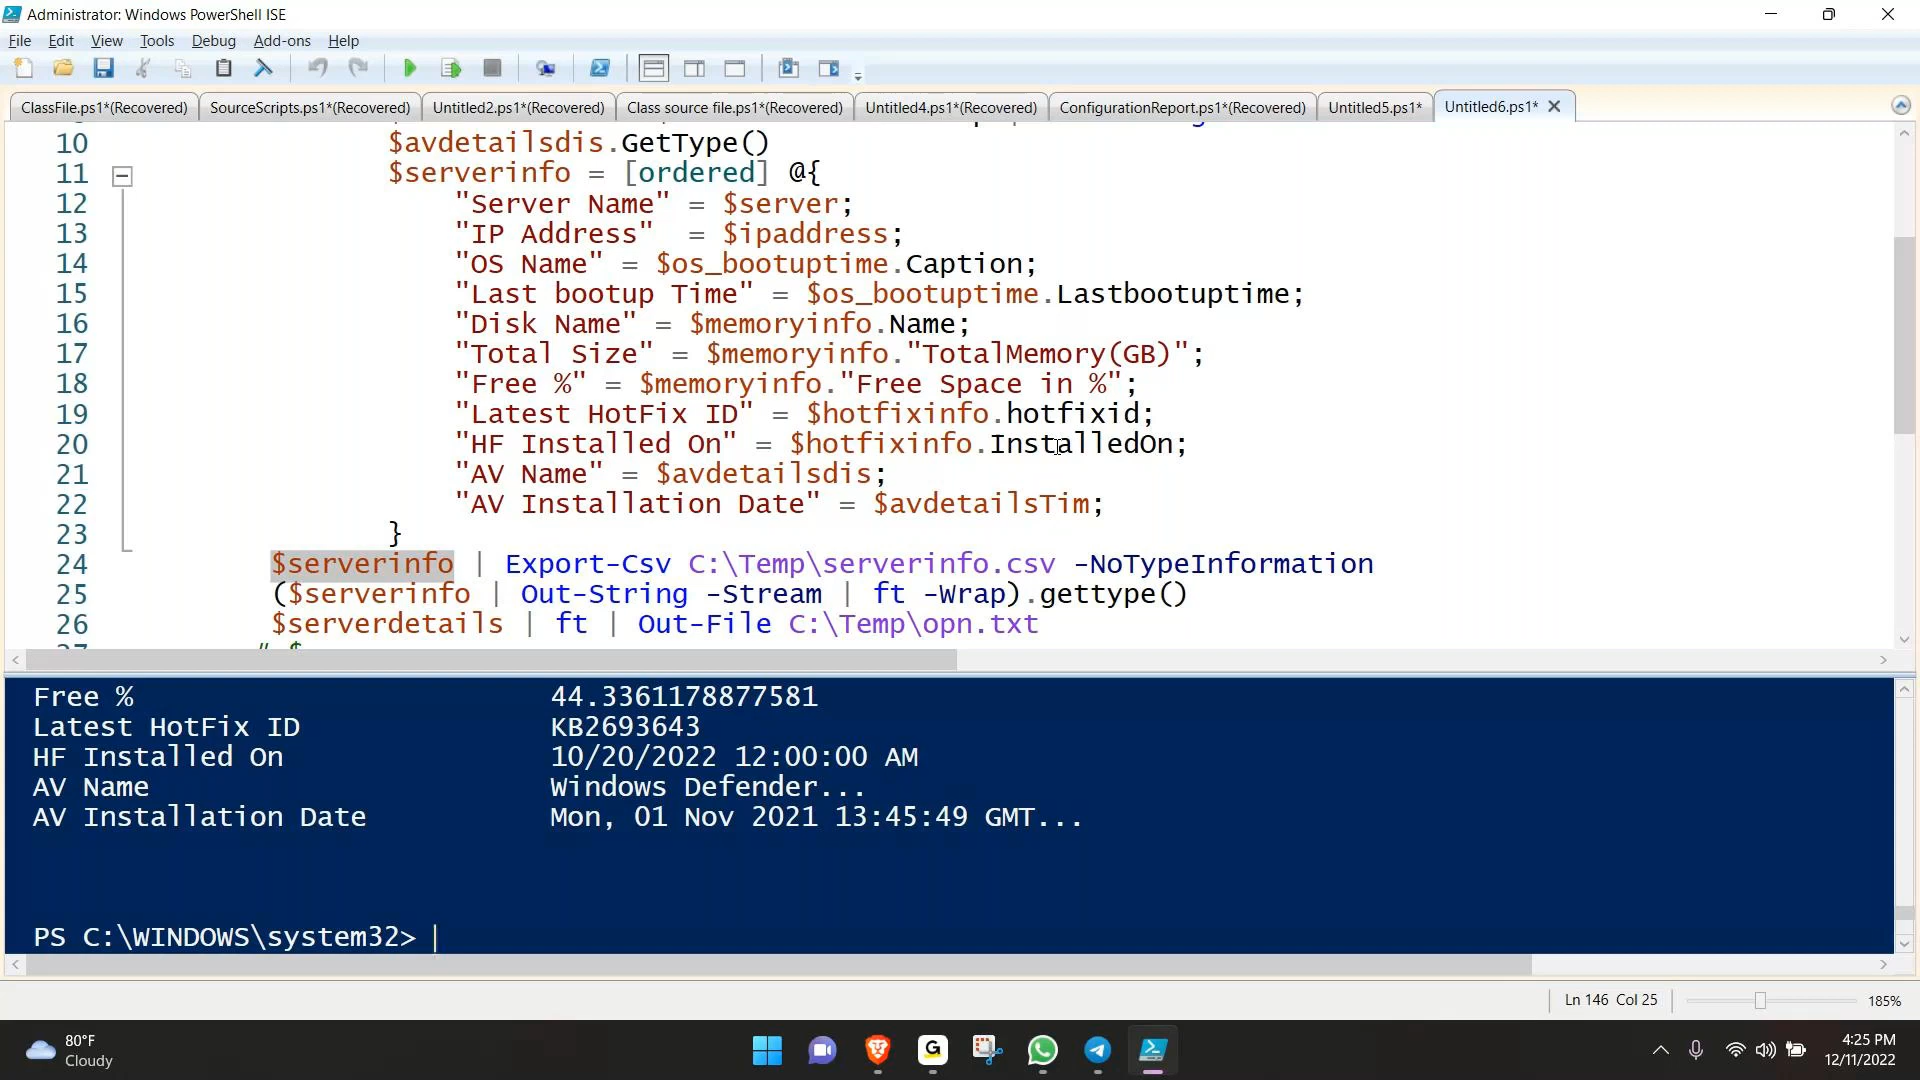 Administrator: Windows PowerShell ISE
File Edit View Tools Debug Add-ons Help
ClassFile.ps1*(Recovered) SourceScripts.ps1*(Recovered) Untitled2.ps1*(Recovered) Class source file.ps1*(Recovered) Untitled4.ps1*(Recovered) ConfigurationReport.ps1*(Recovered) Untitled5.ps1* Untitled6.ps1*
10 $avdetailsdis.GetType()
11 $serverinfo = [ordered] @{
12 "Server Name" = $server;
13 "IP Address"  = $ipaddress;
14 "OS Name" = $os_bootuptime.Caption;
15 "Last bootup Time" = $os_bootuptime.Lastbootuptime;
16 "Disk Name" = $memoryinfo.Name;
17 "Total Size" = $memoryinfo."TotalMemory(GB)";
18 "Free %" = $memoryinfo."Free Space in %";
19 "Latest HotFix ID" = $hotfixinfo.hotfixid;
20 "HF Installed On" = $hotfixinfo.InstalledOn;
21 "AV Name" = $avdetailsdis;
22 "AV Installation Date" = $avdetailsTim;
23 }
24 $serverinfo | Export-Csv C:\Temp\serverinfo.csv -NoTypeInformation
25 ($serverinfo | Out-String -Stream | ft -Wrap).gettype()
26 $serverdetails | ft | Out-File C:\Temp\opn.txt
Free % 44.3361178877581
Latest HotFix ID KB2693643
HF Installed On 10/20/2022 12:00:00 AM
AV Name Windows Defender...
AV Installation Date Mon, 01 Nov 2021 13:45:49 GMT...
PS C:\WINDOWS\system32>
Ln 146 Col 25 185%
80°F
Cloudy
4:25 PM
12/11/2022